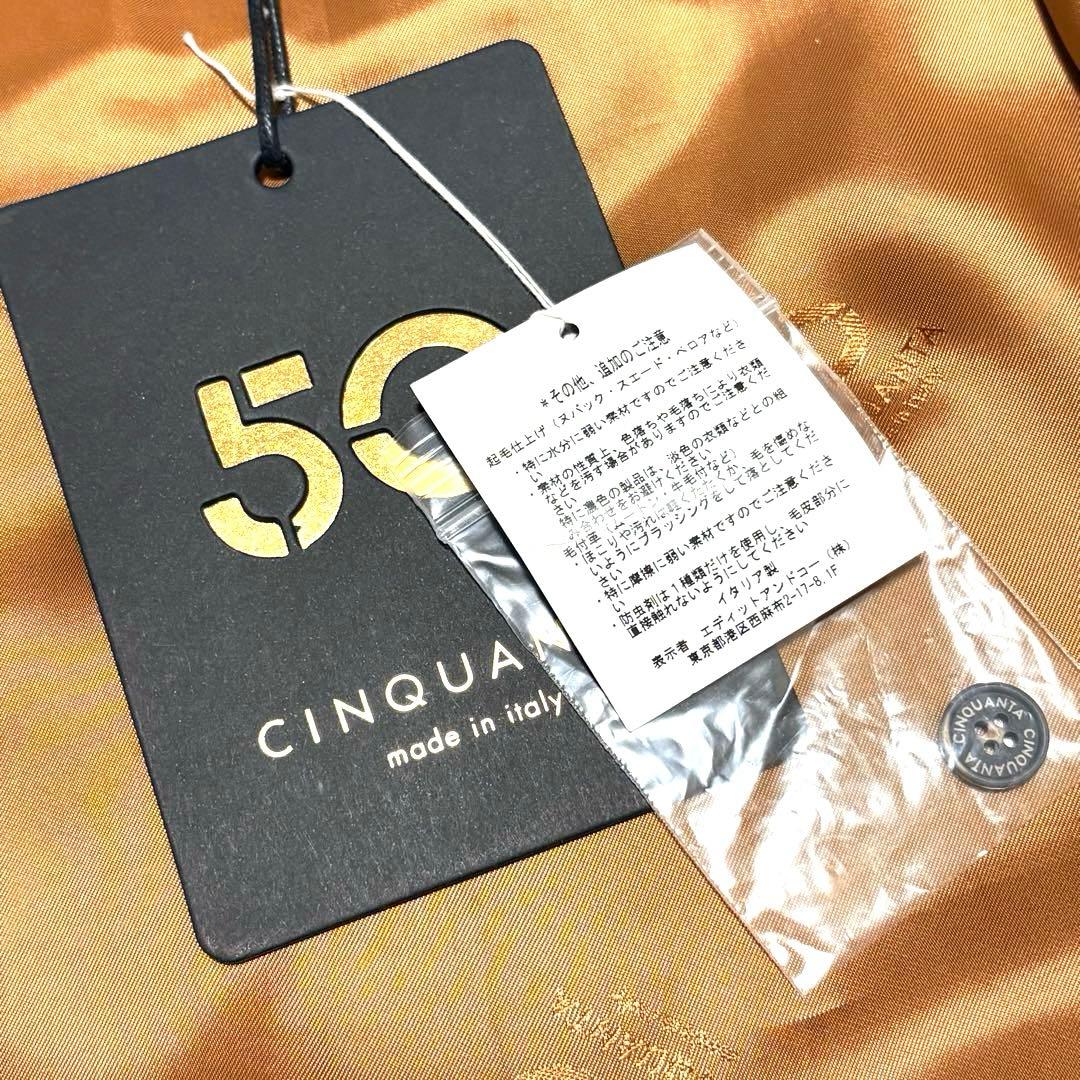 50
CINQUAN
made in italy
*その他、追加のご注意
起毛仕上げ（ヌバック・スエード・ベロアなど）
・特に水分に弱い素材ですのでご注意くださ
い
・素材の性質上、色落ちや毛落ちにより衣類
などを汚す場合がありますのでご注意くだ
さい
特に濃色の製品は、淡色の衣類などとの組
み合わせをお避けください
毛付革
・ほこりや汚れは軽くたたくか、毛を傷めな
いようにブラッシングをして落としてくだ
さい
・特に摩擦に弱い素材ですのでご注意くださ
い
・防虫剤は１種類だけを使用し、毛皮部分に
直接触れないようにしてください
イタリア製
表示者 エディットアンドコー（株）
東京都港区西麻布2-17-8.1F
CINQUANTA CINQUANTA